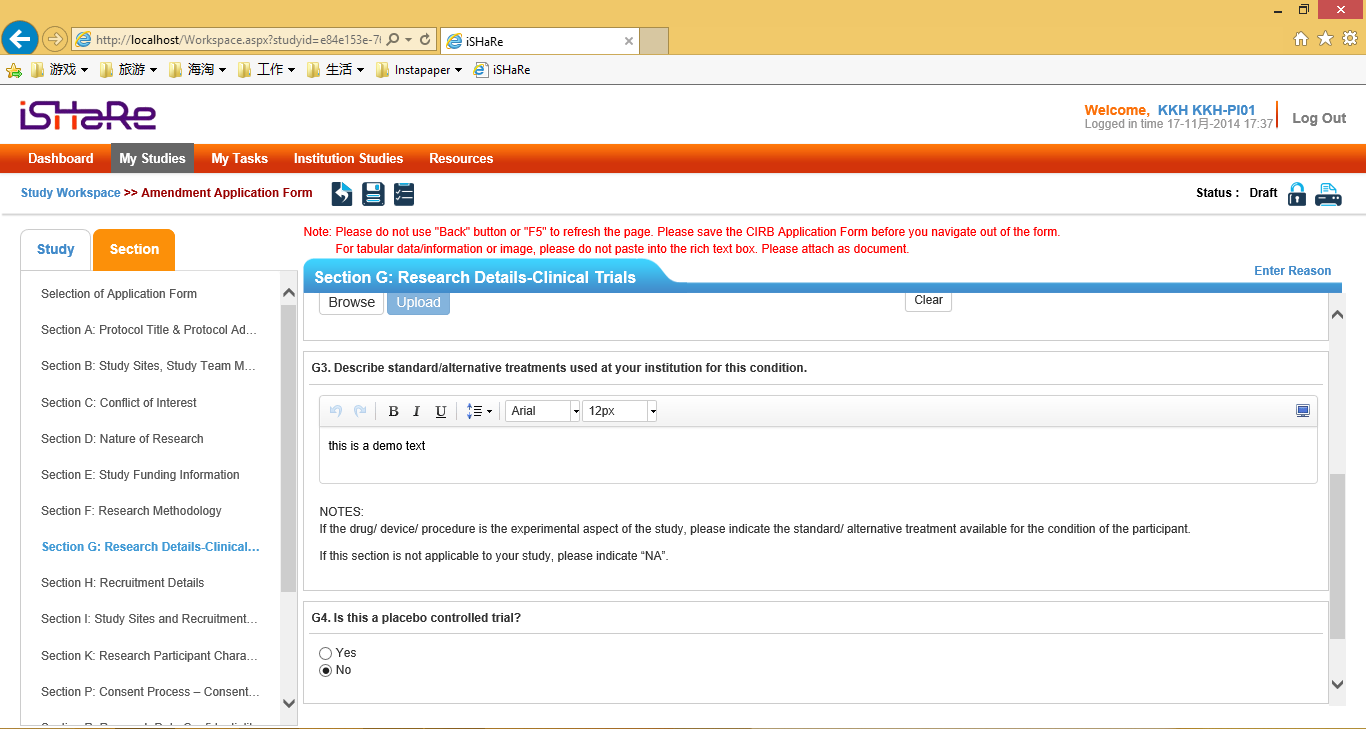 http://localhost/Workspace.aspx?studyid=e84e153e-7
iSHaRe
游戏 旅游 海淘 工作 生活 Instapaper iSHaRe
iSHaRe
Welcome, KKH KKH-PI01
Logged in time 17-11月-2014 17:37
Log Out
Dashboard My Studies My Tasks Institution Studies Resources
Study Workspace >> Amendment Application Form
Status : Draft
Note: Please do not use "Back" button or "F5" to refresh the page. Please save the CIRB Application Form before you navigate out of the form.
For tabular data/information or image, please do not paste into the rich text box. Please attach as document.
Study Section
Selection of Application Form
Section A: Protocol Title & Protocol Ad...
Section B: Study Sites, Study Team M...
Section C: Conflict of Interest
Section D: Nature of Research
Section E: Study Funding Information
Section F: Research Methodology
Section G: Research Details-Clinical...
Section H: Recruitment Details
Section I: Study Sites and Recruitment...
Section K: Research Participant Chara...
Section P: Consent Process – Consent...
Enter Reason
Section G: Research Details-Clinical Trials
Browse Upload Clear
G3. Describe standard/alternative treatments used at your institution for this condition.
B I U Arial 12px
this is a demo text
NOTES:
If the drug/ device/ procedure is the experimental aspect of the study, please indicate the standard/ alternative treatment available for the condition of the participant.
If this section is not applicable to your study, please indicate “NA”.
G4. Is this a placebo controlled trial?
Yes
No